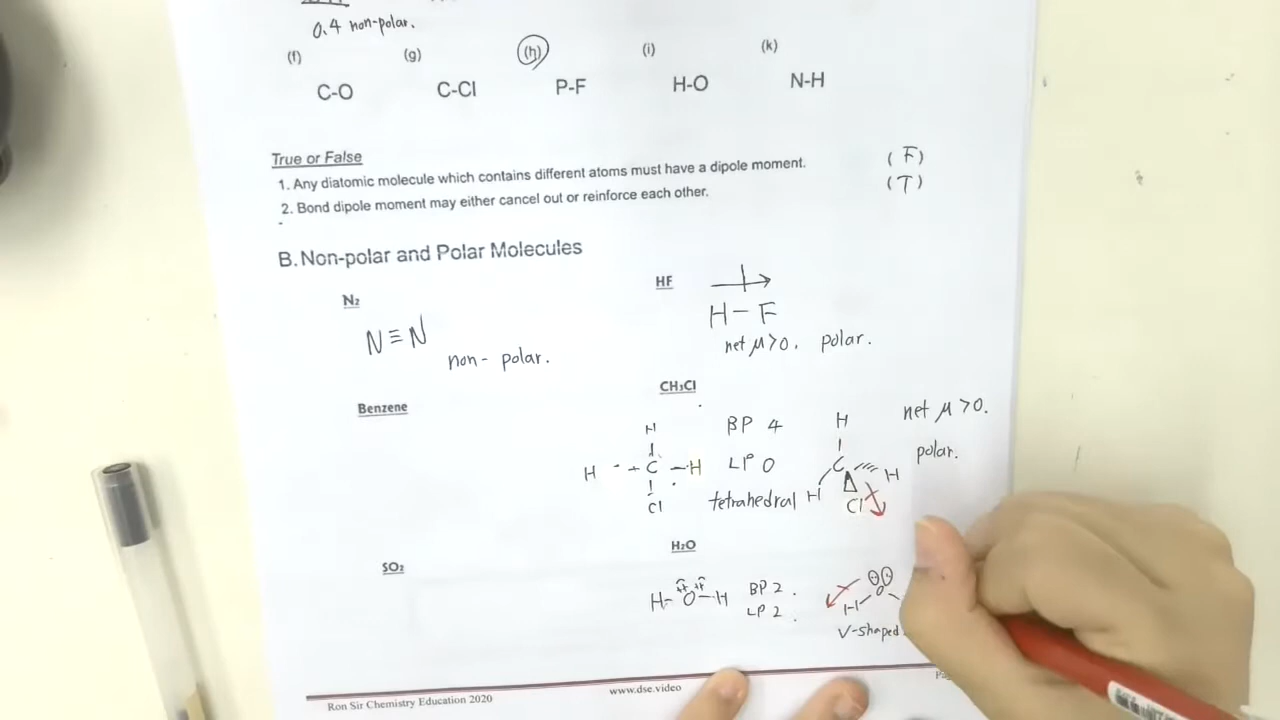 0.4 non-polar.
(f) (g) (h) (i) (k)
C-O C-Cl P-F H-O N-H
True or False
1. Any diatomic molecule which contains different atoms must have a dipole moment. (F)
2. Bond dipole moment may either cancel out or reinforce each other. (T)
B. Non-polar and Polar Molecules
N₂
N≡N
non-polar.
HF
H-F
net μ>0. polar.
Benzene
CH₃Cl
H
H C H
Cl
BP 4
LP 0
tetrahedral
H
C
H H
Cl
net μ>0.
polar.
SO₂
H₂O
H-O-H
BP 2.
LP 2.
O
H
V-shaped
Ron Sir Chemistry Education 2020
www.dse.video